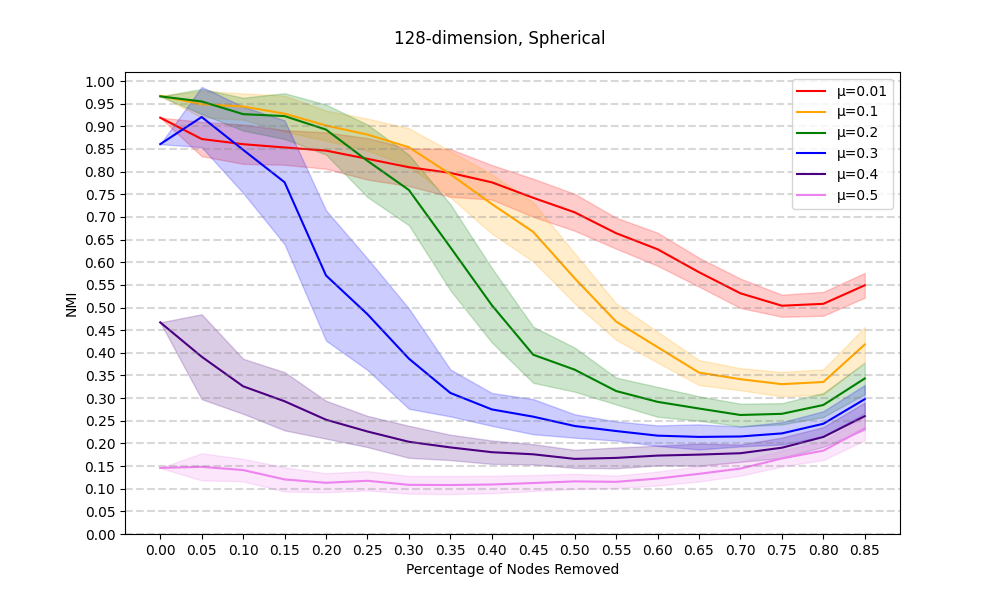 128-dimension, Spherical
1.00
0.95
0.90
0.85
0.80
0.75
0.70
0.65
0.60
0.55
0.50
0.45
0.40
0.35
0.30
0.25
0.20
0.15
0.10
0.05
0.00
NMI
μ=0.01
μ=0.1
μ=0.2
μ=0.3
μ=0.4
μ=0.5
0.00 0.05 0.10 0.15 0.20 0.25 0.30 0.35 0.40 0.45 0.50 0.55 0.60 0.65 0.70 0.75 0.80 0.85
Percentage of Nodes Removed